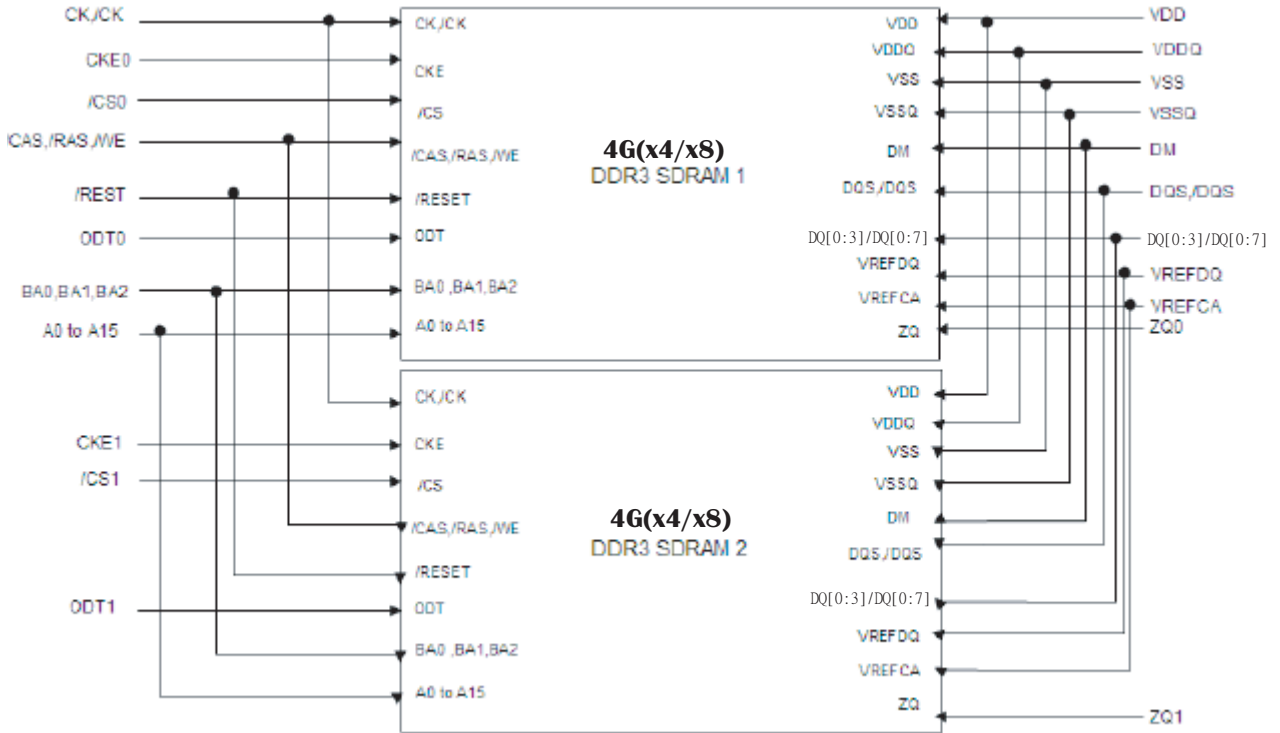 CK,/CK
CKE0
/CS0
/CAS,/RAS,/WE
/REST
ODT0
BA0,BA1,BA2
A0 to A15
CK,/CK
CKE
/CS
/CAS,/RAS,/WE
/RESET
ODT
BA0 ,BA1,BA2
A0 to A15
4G(x4/x8)
DDR3 SDRAM 1
VDD
VDDQ
VSS
VSSQ
DM
DQS,/DQS
DQ[0:3]/DQ[0:7]
VREFDQ
VREFCA
ZQ
VDD
VDDQ
VSS
VSSQ
DM
DQS,/DQS
DQ[0:3]/DQ[0:7]
VREFDQ
VREFCA
ZQ0
CKE1
/CS1
ODT1
CK,/CK
CKE
/CS
/CAS,/RAS,/WE
/RESET
ODT
BA0 ,BA1,BA2
A0 to A15
4G(x4/x8)
DDR3 SDRAM 2
VDD
VDDQ
VSS
VSSQ
DM
DQS,/DQS
DQ[0:3]/DQ[0:7]
VREFDQ
VREFCA
ZQ
ZQ1